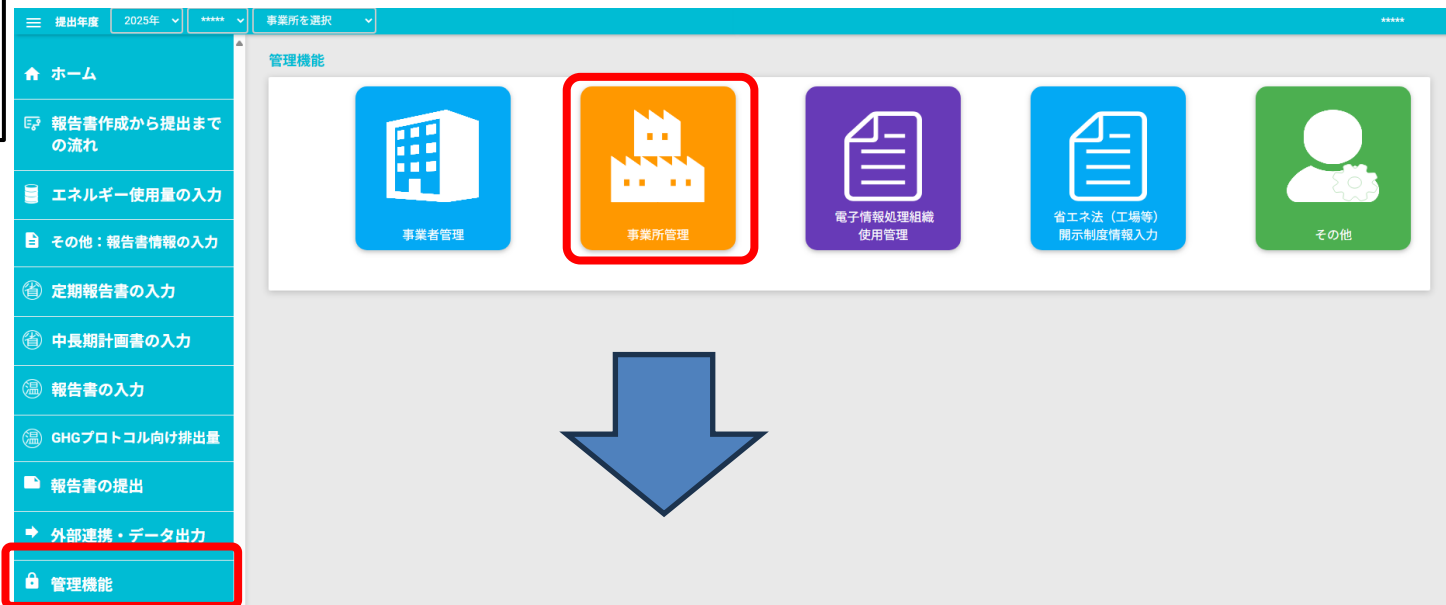 提出年度 2025年 ***** 事業所を選択 *****
ホーム
報告書作成から提出まで
の流れ
エネルギー使用量の入力
その他：報告書情報の入力
省 定期報告書の入力
省 中長期計画書の入力
温 報告書の入力
温 GHGプロトコル向け排出量
報告書の提出
外部連携・データ出力
管理機能
管理機能
事業者管理
事業所管理
電子情報処理組織
使用管理
省エネ法（工場等）
開示制度情報入力
その他